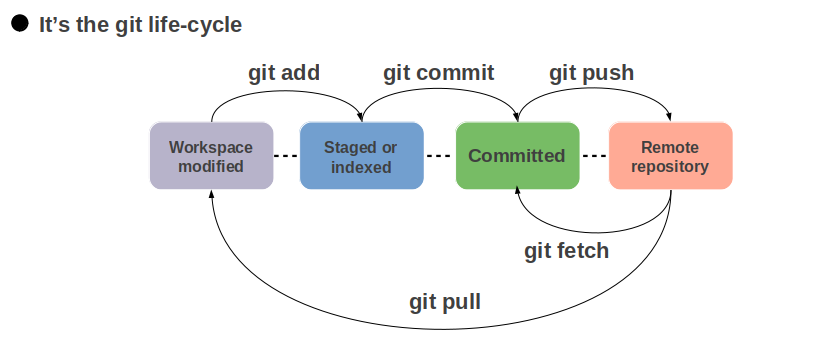 It’s the git life-cycle
git add
git commit
git push
Workspace
modified
Staged or
indexed
Committed
Remote
repository
git fetch
git pull